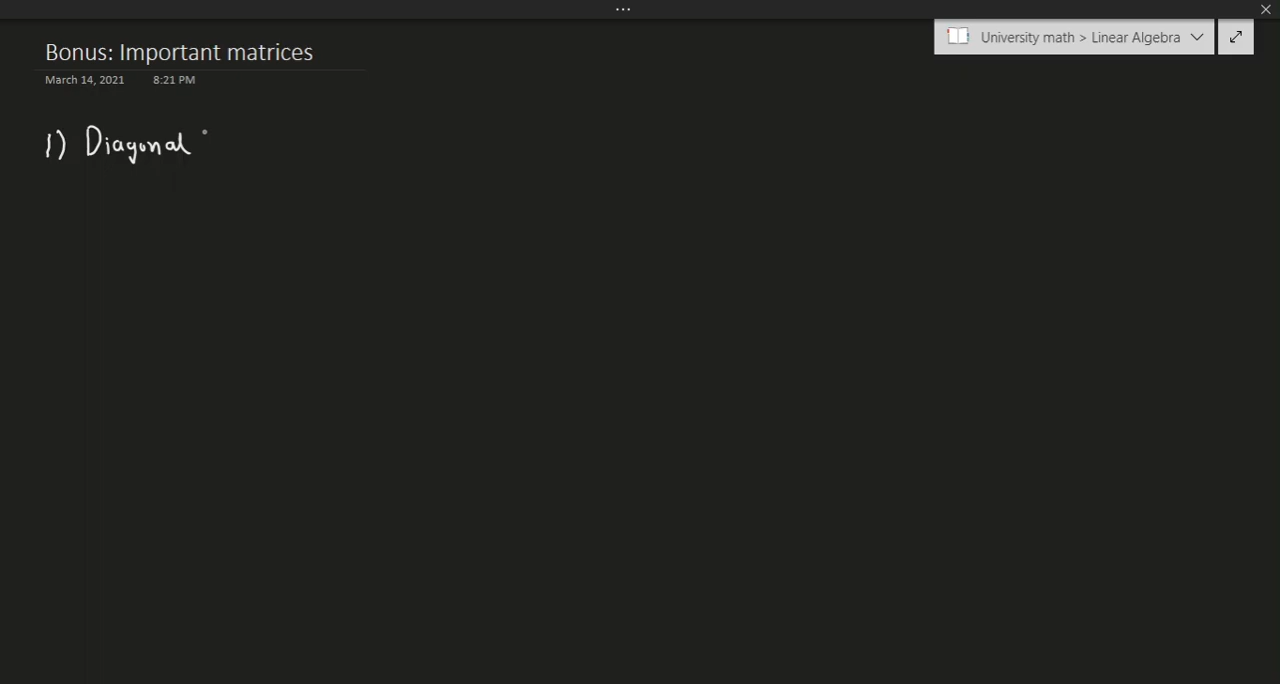 Bonus: Important matrices
University math > Linear Algebra
March 14, 2021 8:21 PM
1) Diagonal